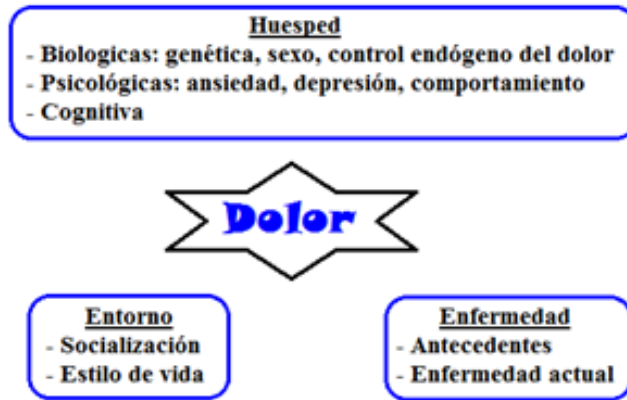 Huesped
- Biologicas: genética, sexo, control endógeno del dolor
- Psicológicas: ansiedad, depresión, comportamiento
- Cognitiva
Dolor
Entorno
- Socialización
- Estilo de vida
Enfermedad
- Antecedentes
- Enfermedad actual